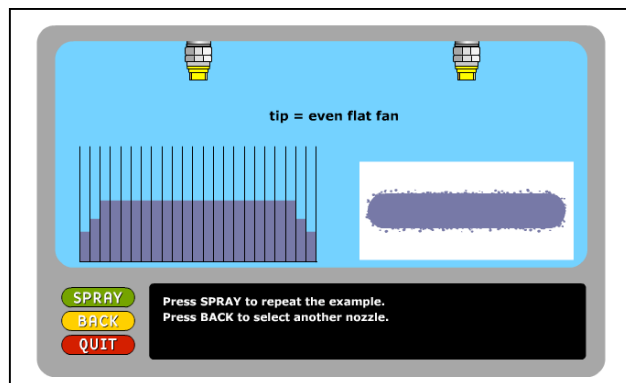 tip = even flat fan
SPRAY
BACK
QUIT
Press SPRAY to repeat the example.
Press BACK to select another nozzle.